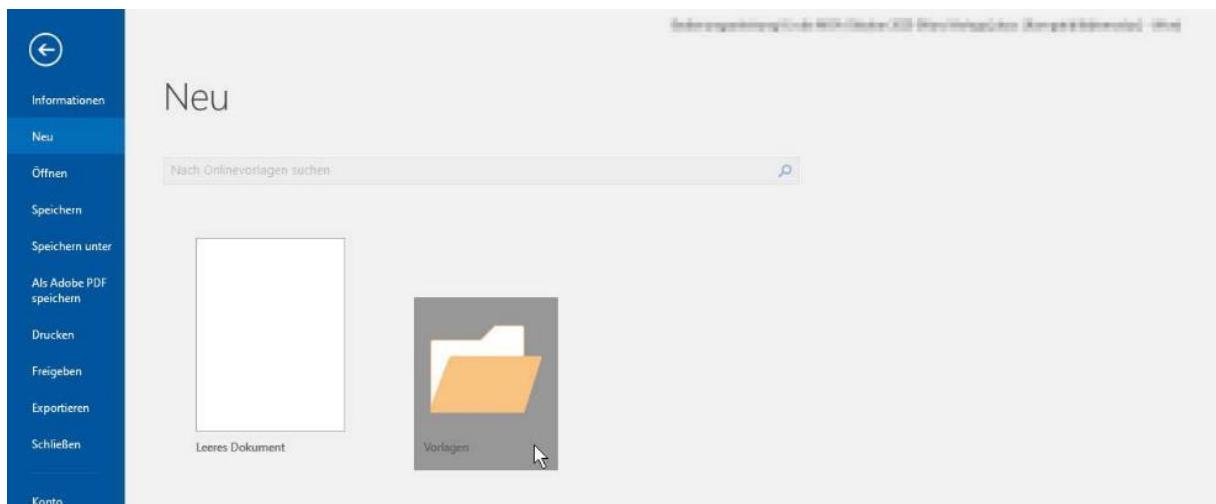 Informationen
Neu
Öffnen
Speichern
Speichern unter
Als Adobe PDF
speichern
Drucken
Freigeben
Exportieren
Schließen
Konto
Neu
Nach Onlinevorlagen suchen
Leeres Dokument
Vorlagen